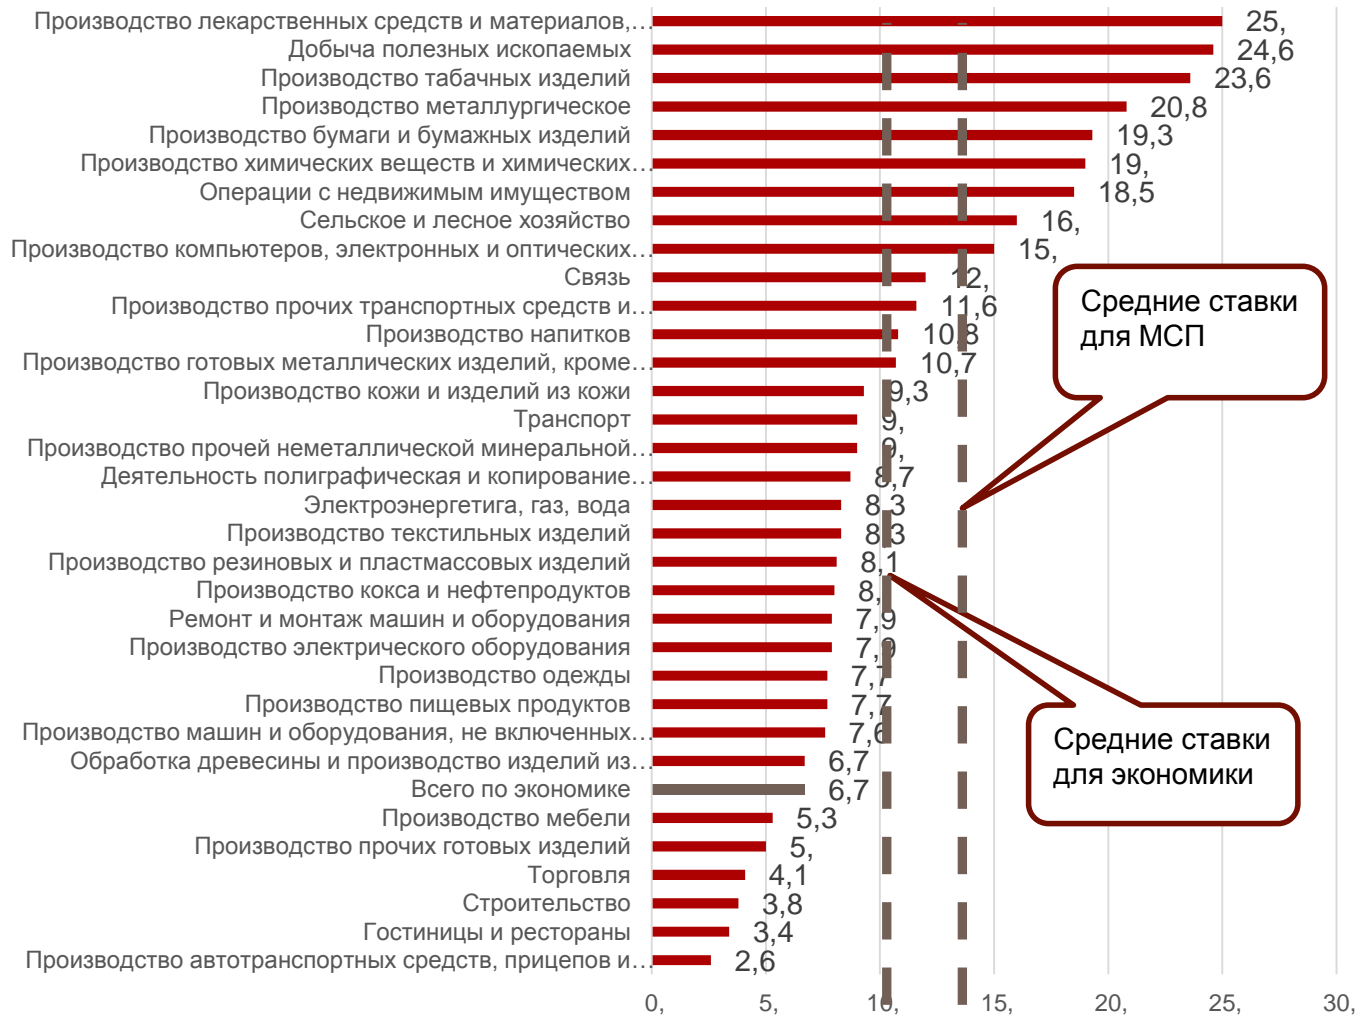 Производство лекарственных средств и материалов,… 25,
Добыча полезных ископаемых 24,6
Производство табачных изделий 23,6
Производство металлургическое 20,8
Производство бумаги и бумажных изделий 19,3
Производство химических веществ и химических… 19,
Операции с недвижимым имуществом 18,5
Сельское и лесное хозяйство 16,
Производство компьютеров, электронных и оптических… 15,
Связь 12,
Производство прочих транспортных средств и… 11,6
Производство напитков 10,8
Производство готовых металлических изделий, кроме… 10,7
Производство кожи и изделий из кожи 9,3
Транспорт 9,
Производство прочей неметаллической минеральной… 9,
Деятельность полиграфическая и копирование… 8,7
Электроэнергетига, газ, вода 8,3
Производство текстильных изделий 8,3
Производство резиновых и пластмассовых изделий 8,1
Производство кокса и нефтепродуктов 8,
Ремонт и монтаж машин и оборудования 7,9
Производство электрического оборудования 7,9
Производство одежды 7,7
Производство пищевых продуктов 7,7
Производство машин и оборудования, не включенных… 7,6
Обработка древесины и производство изделий из… 6,7
Всего по экономике 6,7
Производство мебели 5,3
Производство прочих готовых изделий 5,
Торговля 4,1
Строительство 3,8
Гостиницы и рестораны 3,4
Производство автотранспортных средств, прицепов и… 2,6
0, 5, 10, 15, 20, 25, 30,
Средние ставки
для МСП
Средние ставки
для экономики